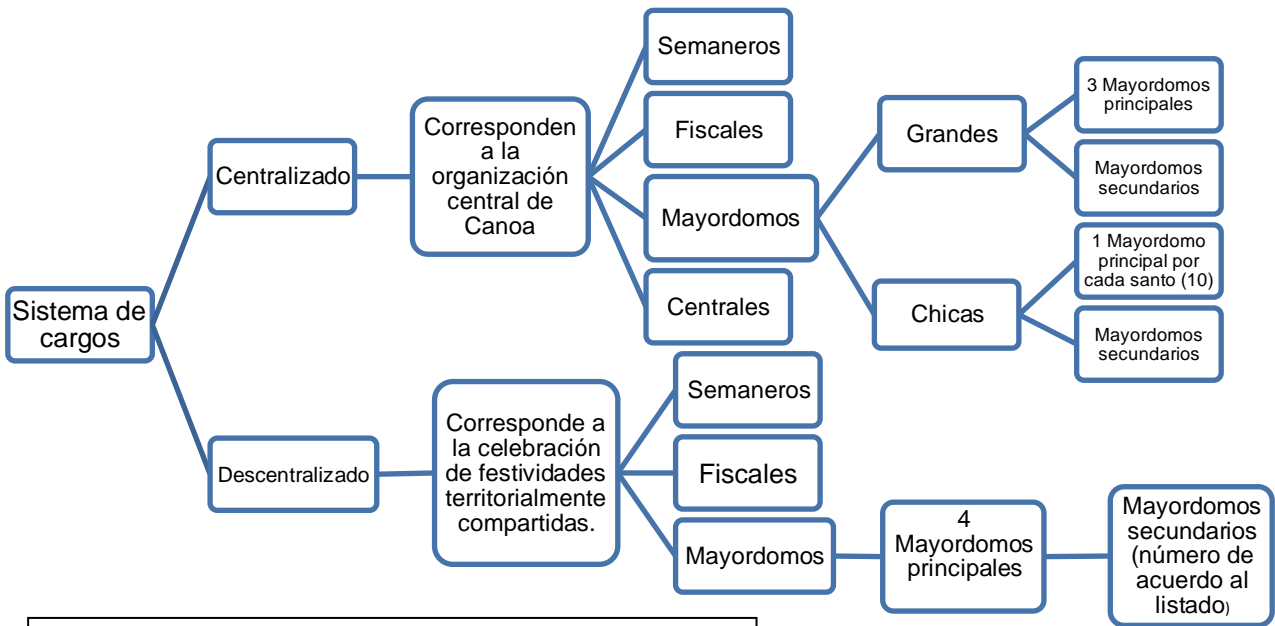 Sistema de
cargos
Centralizado
Corresponden
a la
organización
central de
Canoa
Semaneros
Fiscales
Mayordomos
Grandes
3 Mayordomos
principales
Mayordomos
secundarios
Chicas
1 Mayordomo
principal por
cada santo (10)
Mayordomos
secundarios
Centrales
Descentralizado
Corresponde a
la celebración
de festividades
territorialmente
compartidas.
Semaneros
Fiscales
Mayordomos
4
Mayordomos
principales
Mayordomos
secundarios
(número de
acuerdo al
listado)